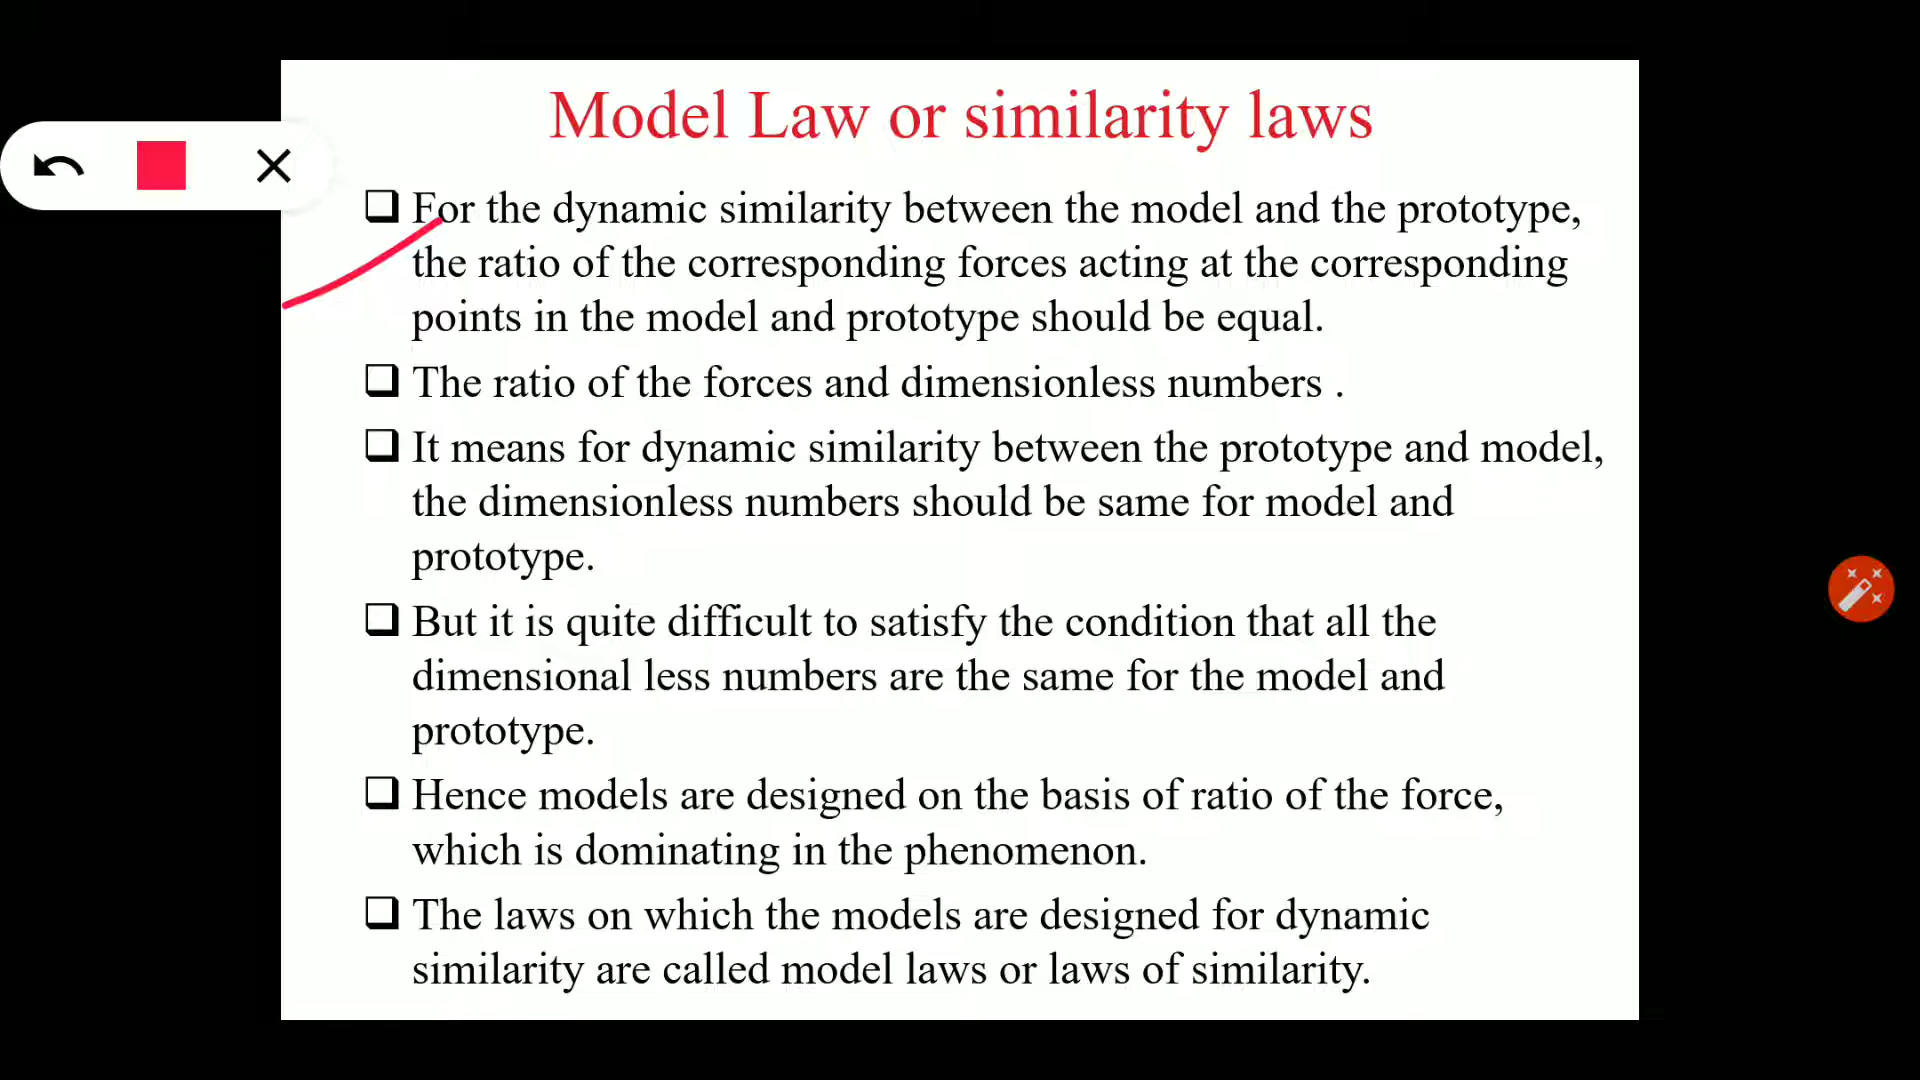 Model Law or similarity laws
For the dynamic similarity between the model and the prototype,
the ratio of the corresponding forces acting at the corresponding
points in the model and prototype should be equal.
The ratio of the forces and dimensionless numbers .
It means for dynamic similarity between the prototype and model,
the dimensionless numbers should be same for model and
prototype.
But it is quite difficult to satisfy the condition that all the
dimensional less numbers are the same for the model and
prototype.
Hence models are designed on the basis of ratio of the force,
which is dominating in the phenomenon.
The laws on which the models are designed for dynamic
similarity are called model laws or laws of similarity.